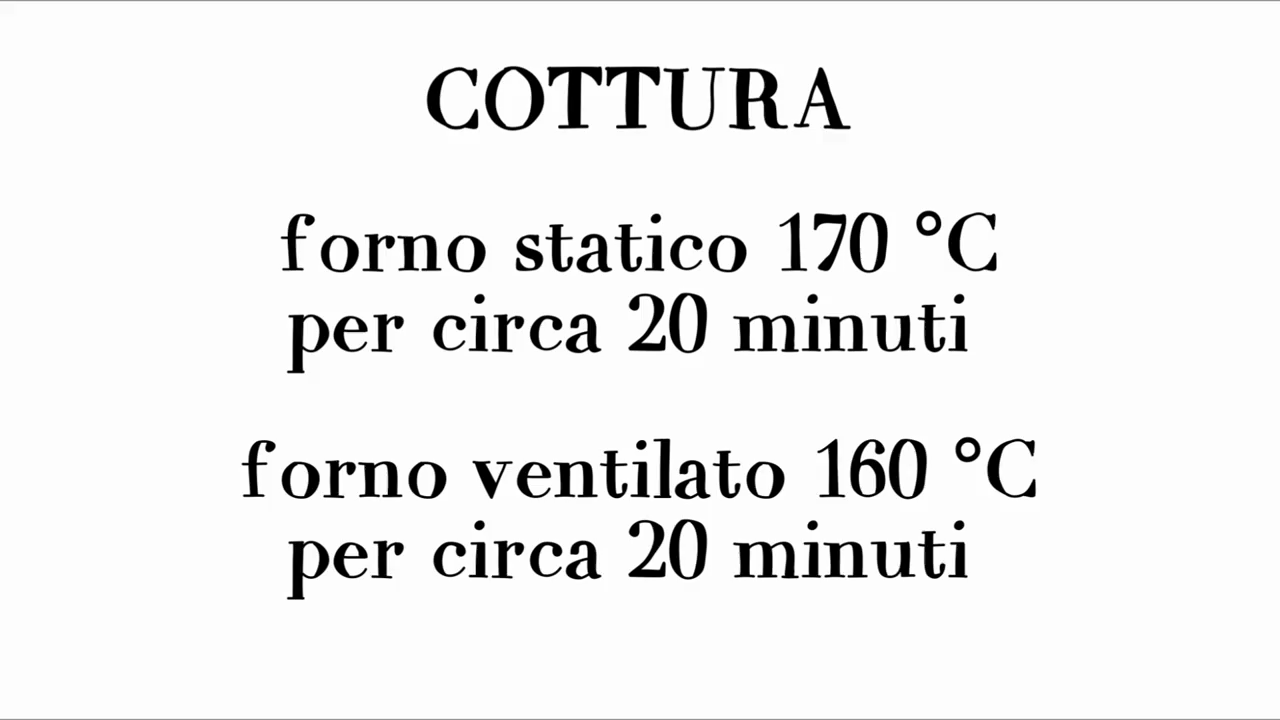 COTTURA
forno statico 170 °C
per circa 20 minuti
forno ventilato 160 °C
per circa 20 minuti